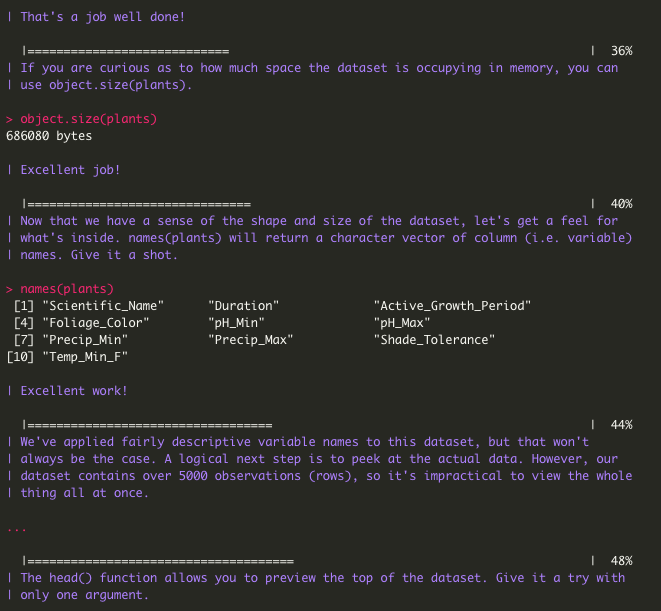 | That's a job well done!
|============================ | 36%
| If you are curious as to how much space the dataset is occupying in memory, you can
| use object.size(plants).
> object.size(plants)
686080 bytes
| Excellent job!
|=============================== | 40%
| Now that we have a sense of the shape and size of the dataset, let's get a feel for
| what's inside. names(plants) will return a character vector of column (i.e. variable)
| names. Give it a shot.
> names(plants)
[1] "Scientific_Name" "Duration" "Active_Growth_Period"
[4] "Foliage_Color" "pH_Min" "pH_Max"
[7] "Precip_Min" "Precip_Max" "Shade_Tolerance"
[10] "Temp_Min_F"
| Excellent work!
|================================== | 44%
| We've applied fairly descriptive variable names to this dataset, but that won't
| always be the case. A logical next step is to peek at the actual data. However, our
| dataset contains over 5000 observations (rows), so it's impractical to view the whole
| thing all at once.
...
|===================================== | 48%
| The head() function allows you to preview the top of the dataset. Give it a try with
| only one argument.